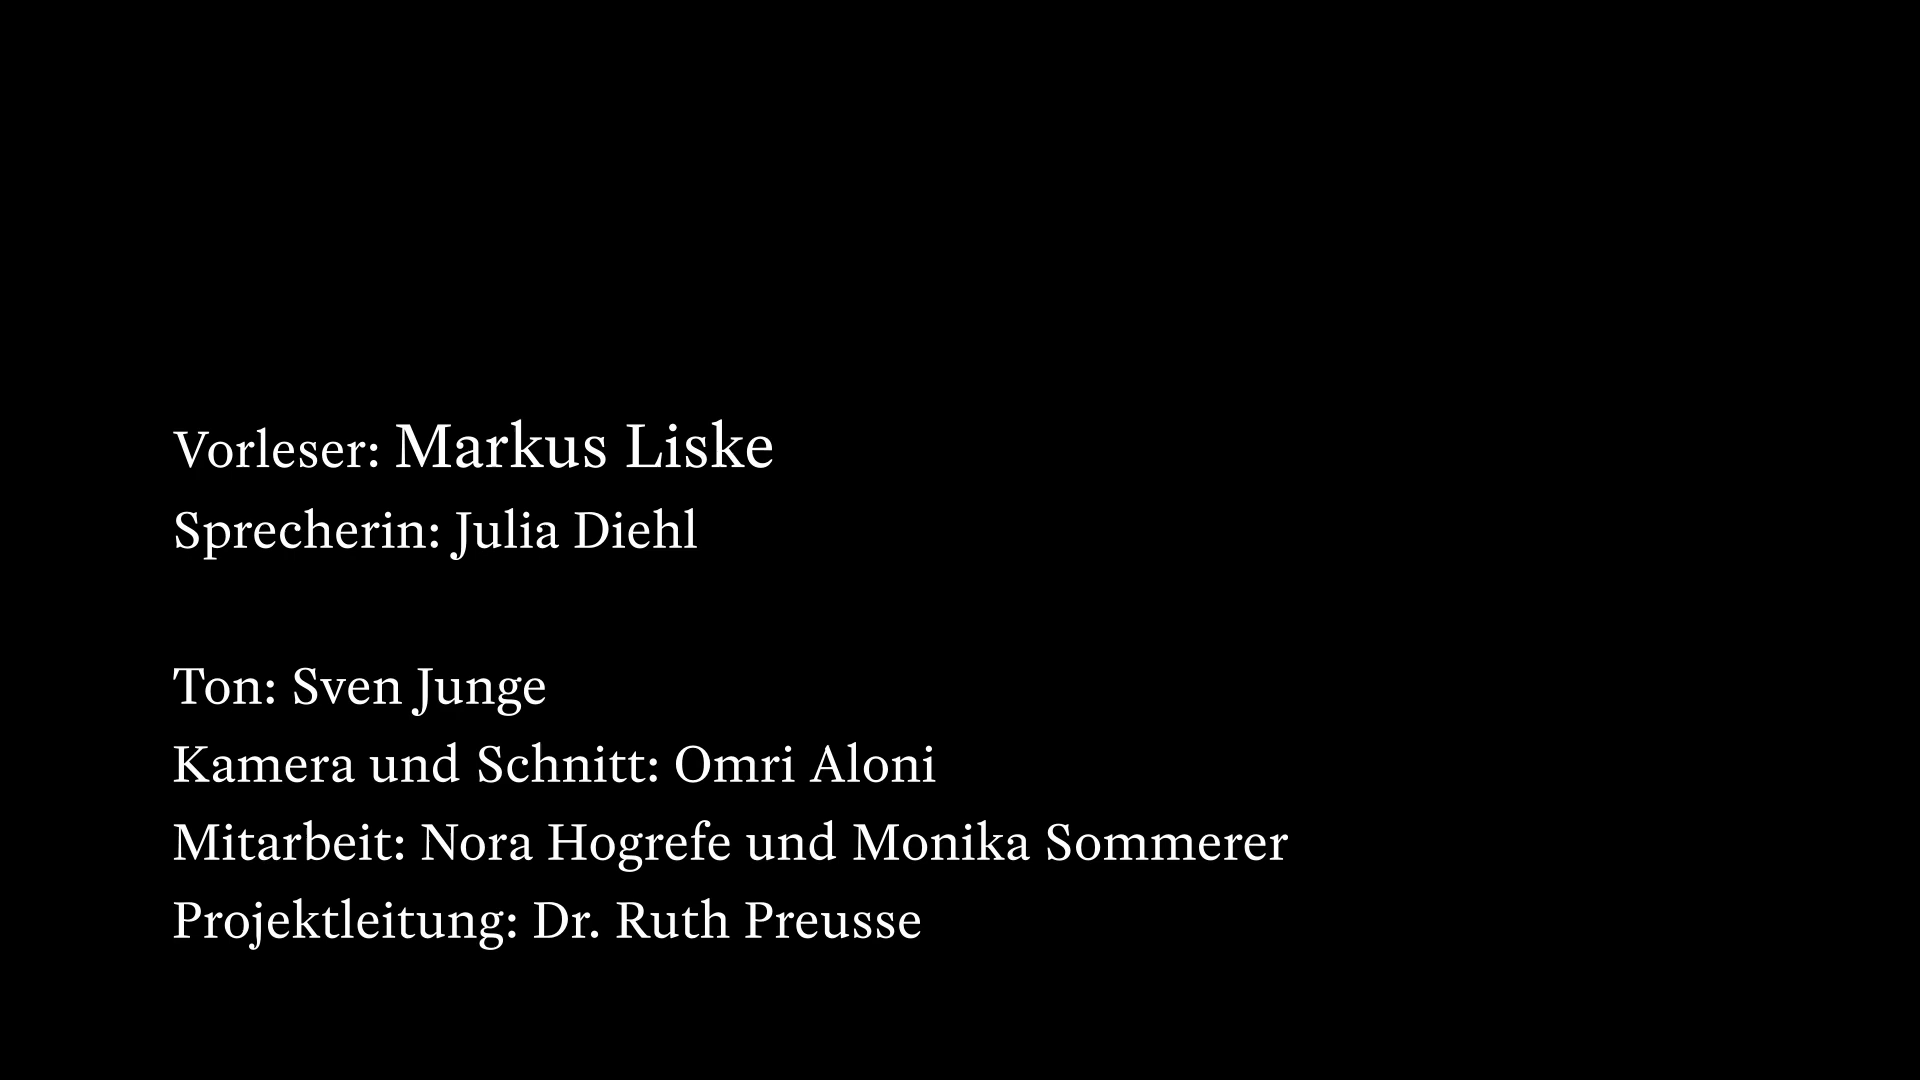 Vorleser: Markus Liske
Sprecherin: Julia Diehl
Ton: Sven Junge
Kamera und Schnitt: Omri Aloni
Mitarbeit: Nora Hogrefe und Monika Sommerer
Projektleitung: Dr. Ruth Preusse